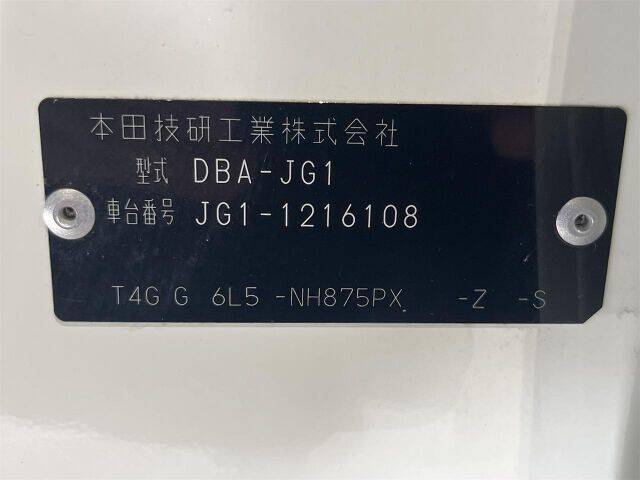 本田技研工業株式会社
型式 DBA-JG1
車台番号 JG1-1216108
T4G G 6L5 -NH875PX -Z -S